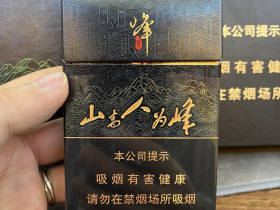 峰
山高人为峰®
本公司提示
吸烟有害健康
请勿在禁烟场所吸烟
本公司提示
吸烟有害健康
在禁烟场所